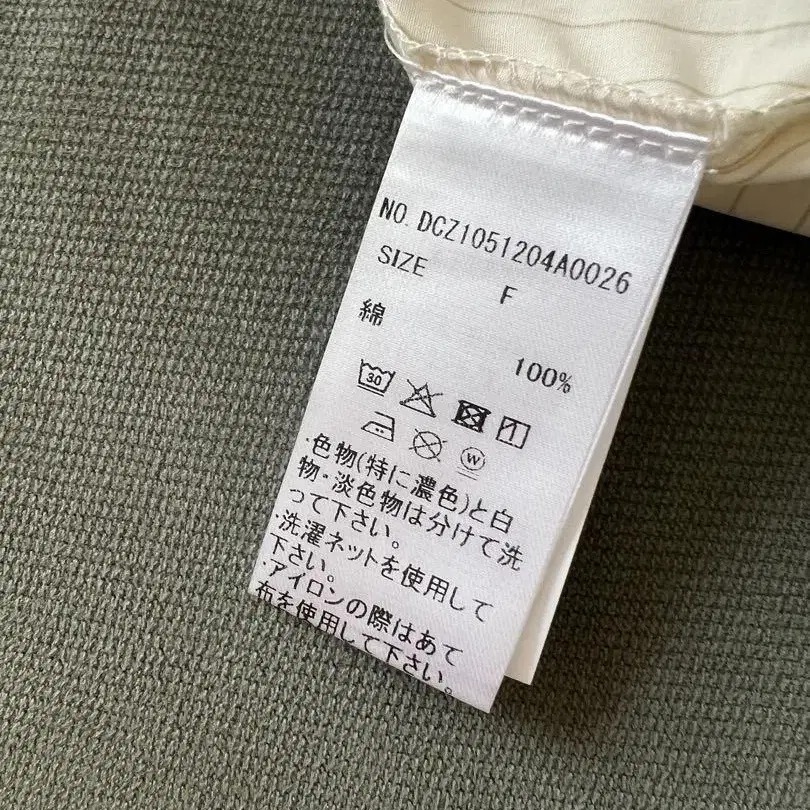 NO. DCZ1051204A0026
SIZE F
綿 100%
30
W
・色物(特に濃色)と白
物・淡色物は分けて洗
って下さい。
・洗濯ネットを使用して
下さい。
・アイロンの際はあて
布を使用して下さい。